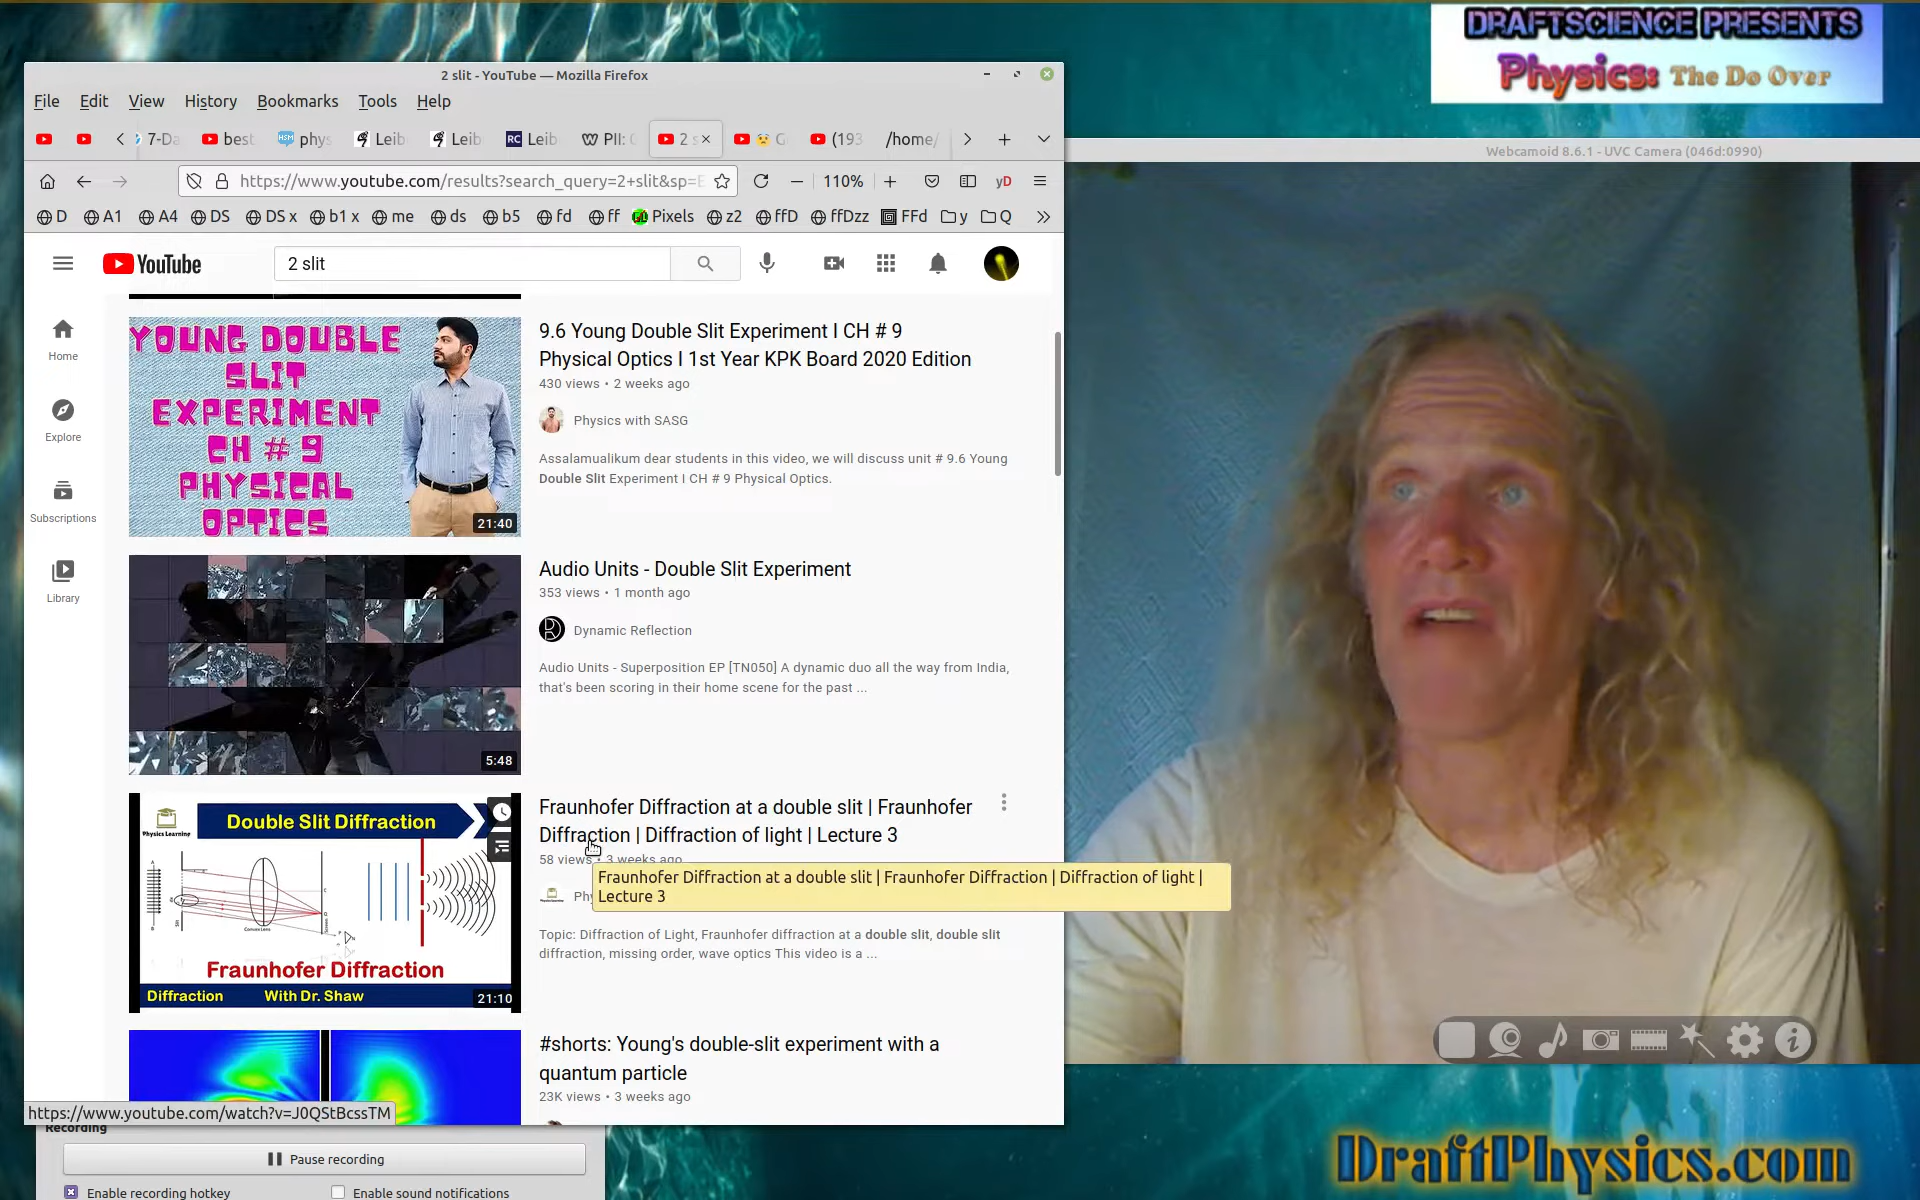 DRAFTSCIENCE PRESENTS
Physics: The Do Over
2 slit - YouTube — Mozilla Firefox
File Edit View History Bookmarks Tools Help
7-Da best phys Leib Leib RC Leib PII: 2 s (193 /home/
Webcamoid 8.6.1 - UVC Camera (046d:0990)
https://www.youtube.com/results?search_query=2+slit&sp=E 110% yD
D A1 A4 DS DS x b1 x me ds b5 fd ff Pixels z2 ffD ffDzz FFd y Q
YouTube
2 slit
Home
Explore
Subscriptions
Library
YOUNG DOUBLE
SLIT
EXPERIMENT
CH # 9
PHYSICAL
OPTICS
21:40
9.6 Young Double Slit Experiment I CH # 9
Physical Optics I 1st Year KPK Board 2020 Edition
430 views • 2 weeks ago
Physics with SASG
Assalamualikum dear students in this video, we will discuss unit # 9.6 Young
Double Slit Experiment I CH # 9 Physical Optics.
5:48
Audio Units - Double Slit Experiment
353 views • 1 month ago
Dynamic Reflection
Audio Units - Superposition EP [TN050] A dynamic duo all the way from India,
that's been scoring in their home scene for the past ...
Physics Learning
Double Slit Diffraction
Convex Lens
Fraunhofer Diffraction
Diffraction With Dr. Shaw
21:10
Fraunhofer Diffraction at a double slit | Fraunhofer
Diffraction | Diffraction of light | Lecture 3
58 views • 3 weeks ago
Phy
Fraunhofer Diffraction at a double slit | Fraunhofer Diffraction | Diffraction of light |
Lecture 3
Topic: Diffraction of Light, Fraunhofer diffraction at a double slit, double slit
diffraction, missing order, wave optics This video is a ...
#shorts: Young's double-slit experiment with a
quantum particle
23K views • 3 weeks ago
https://www.youtube.com/watch?v=J0QStBcssTM
Recording
Pause recording
Enable recording hotkey Enable sound notifications
DraftPhysics.com